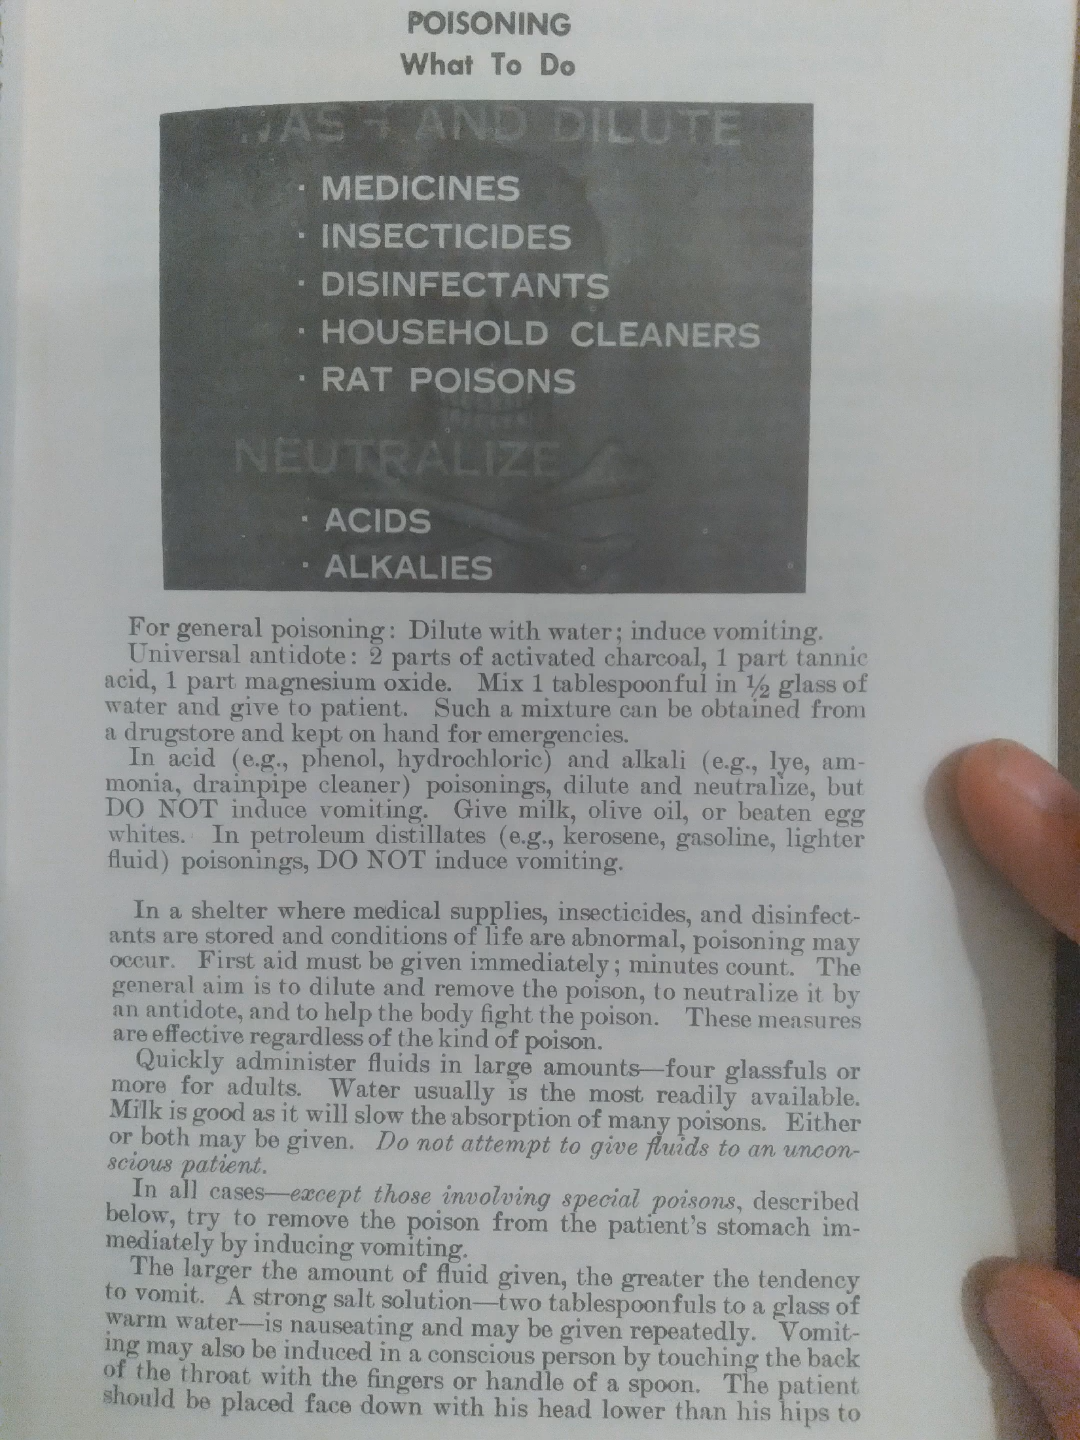 POISONING
What To Do
AND DILUTE
· MEDICINES
· INSECTICIDES
· DISINFECTANTS
· HOUSEHOLD CLEANERS
· RAT POISONS
NEUTRALIZE
· ACIDS
· ALKALIES
For general poisoning: Dilute with water; induce vomiting.
Universal antidote: 2 parts of activated charcoal, 1 part tannic
acid, 1 part magnesium oxide. Mix 1 tablespoonful in ½ glass of
water and give to patient. Such a mixture can be obtained from
a drugstore and kept on hand for emergencies.
In acid (e.g., phenol, hydrochloric) and alkali (e.g., lye, am-
monia, drainpipe cleaner) poisonings, dilute and neutralize, but
DO NOT induce vomiting. Give milk, olive oil, or beaten egg
whites. In petroleum distillates (e.g., kerosene, gasoline, lighter
fluid) poisonings, DO NOT induce vomiting.
In a shelter where medical supplies, insecticides, and disinfect-
ants are stored and conditions of life are abnormal, poisoning may
occur. First aid must be given immediately; minutes count. The
general aim is to dilute and remove the poison, to neutralize it by
an antidote, and to help the body fight the poison. These measures
are effective regardless of the kind of poison.
Quickly administer fluids in large amounts—four glassfuls or
more for adults. Water usually is the most readily available.
Milk is good as it will slow the absorption of many poisons. Either
or both may be given. Do not attempt to give fluids to an uncon-
scious patient.
In all cases—except those involving special poisons, described
below, try to remove the poison from the patient's stomach im-
mediately by inducing vomiting.
The larger the amount of fluid given, the greater the tendency
to vomit. A strong salt solution—two tablespoonfuls to a glass of
warm water—is nauseating and may be given repeatedly. Vomit-
ing may also be induced in a conscious person by touching the back
of the throat with the fingers or handle of a spoon. The patient
should be placed face down with his head lower than his hips to